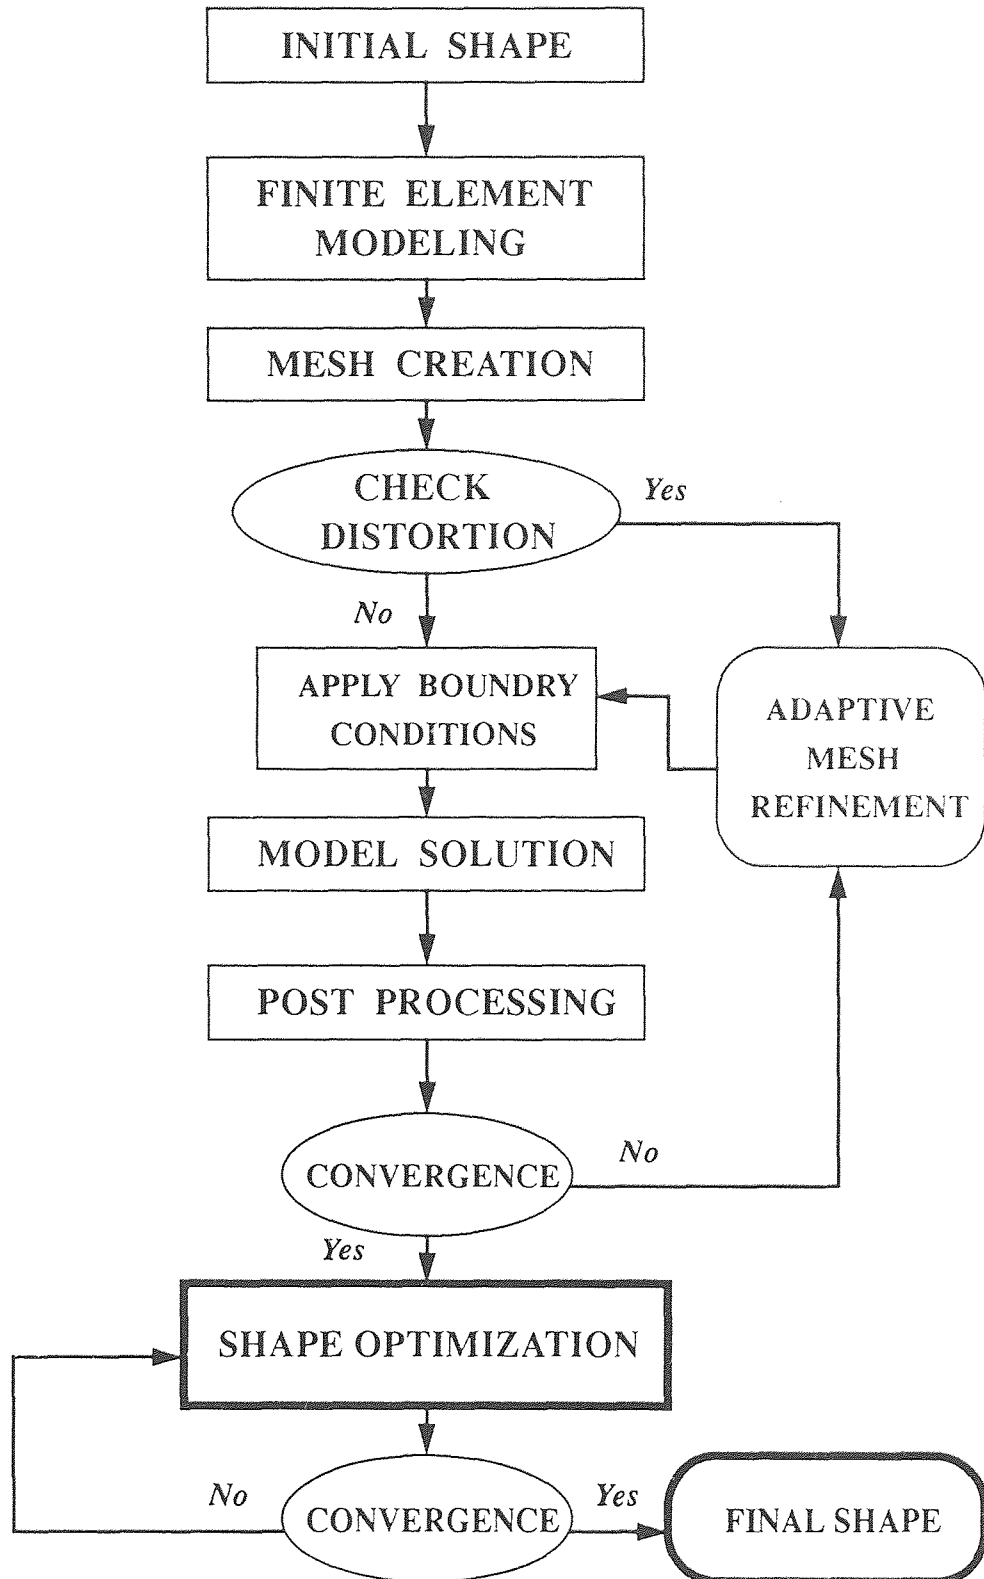 INITIAL SHAPE
FINITE ELEMENT
MODELING
MESH CREATION
CHECK
DISTORTION
Yes
No
APPLY BOUNDRY
CONDITIONS
ADAPTIVE
MESH
REFINEMENT
MODEL SOLUTION
POST PROCESSING
CONVERGENCE
No
Yes
SHAPE OPTIMIZATION
No
CONVERGENCE
Yes
FINAL SHAPE